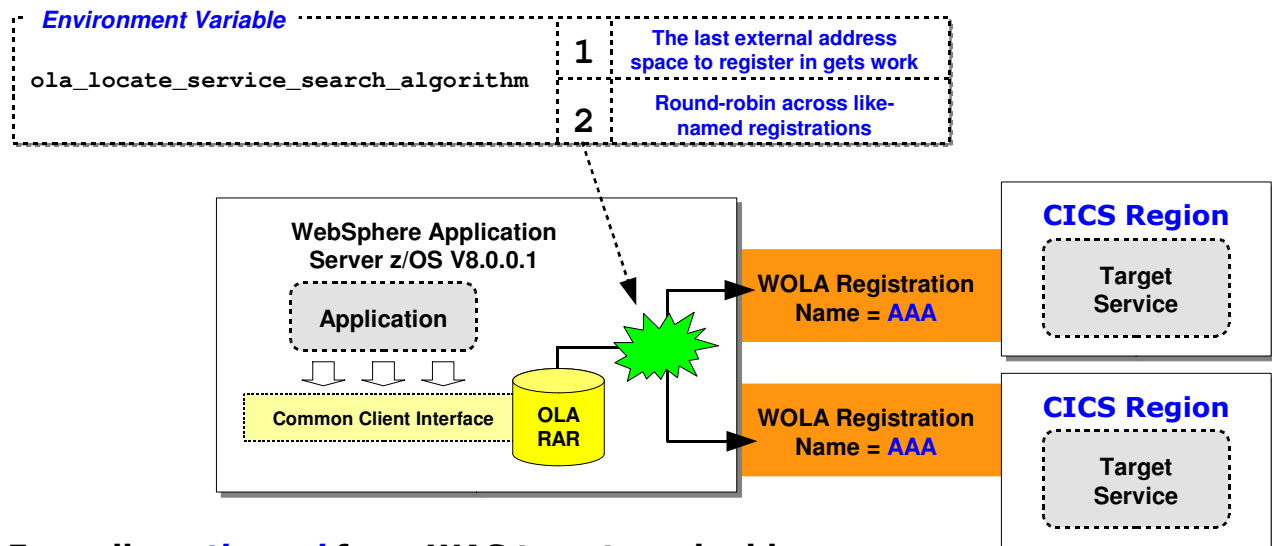 Environment Variable
ola_locate_service_search_algorithm
1
The last external address
space to register in gets work
2
Round-robin across like-
named registrations
WebSphere Application
Server z/OS V8.0.0.1
Application
Common Client Interface
OLA
RAR
WOLA Registration
Name = AAA
CICS Region
Target
Service
WOLA Registration
Name = AAA
CICS Region
Target
Service